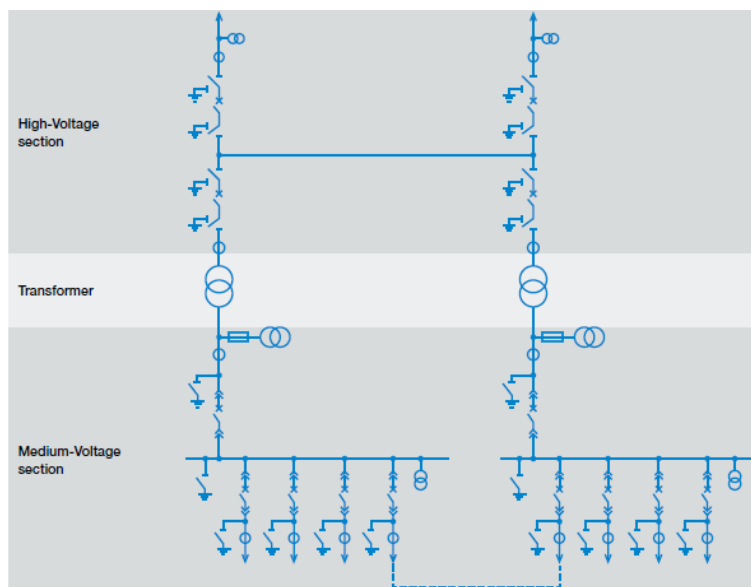 High-Voltage
section
Transformer
Medium-Voltage
section